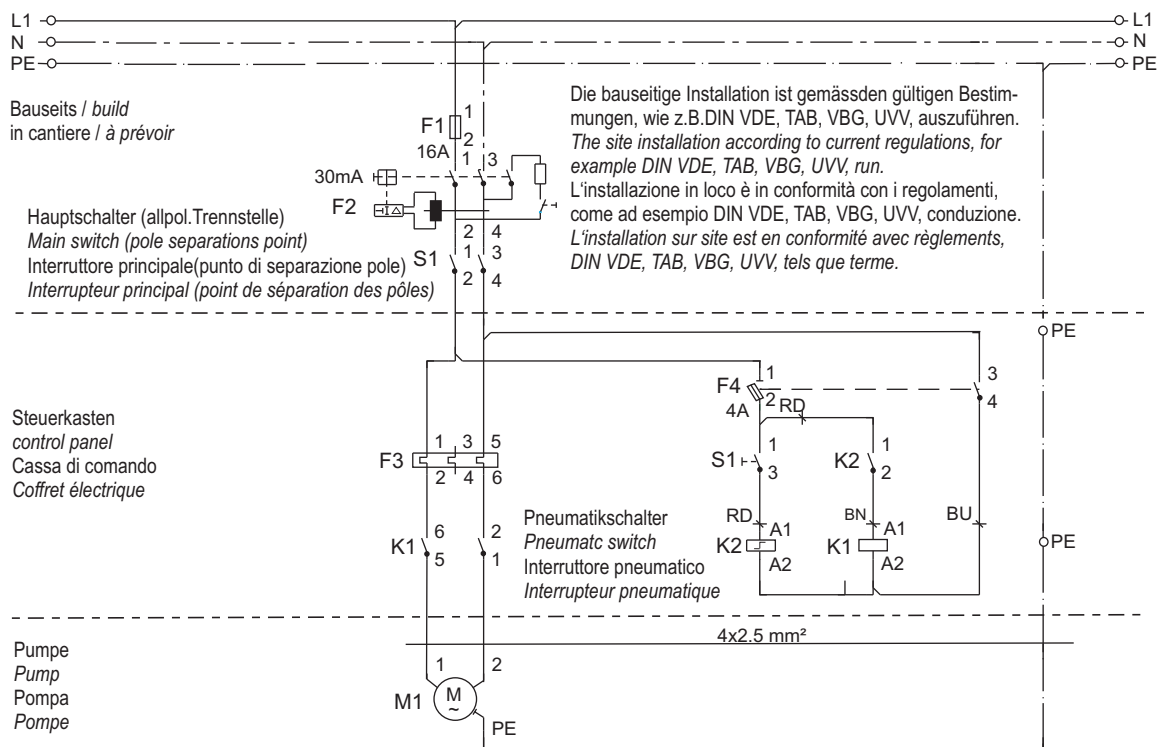 L1
L1
N
N
PE
PE
Bauseits / build
in cantiere / à prévoir
Die bauseitige Installation ist gemässden gültigen Bestim-
mungen, wie z.B.DIN VDE, TAB, VBG, UVV, auszuführen.
The site installation according to current regulations, for
example DIN VDE, TAB, VBG, UVV, run.
L'installazione in loco è in conformità con i regolamenti,
come ad esempio DIN VDE, TAB, VBG, UVV, conduzione.
L'installation sur site est en conformité avec règlements,
DIN VDE, TAB, VBG, UVV, tels que terme.
F1
1
2
16A
1
3
30mA
F2
2
4
Hauptschalter (allpol.Trennstelle)
Main switch (pole separations point)
Interruttore principale(punto di separazione pole)
Interrupteur principal (point de séparation des pôles)
S1
1
3
2
4
PE
F4
1
2
4A
RD
3
4
Steuerkasten
control panel
Cassa di comando
Coffret électrique
F3
1
3
5
2
4
6
S1
1
3
K2
1
2
K1
6
5
2
1
Pneumatikschalter
Pneumatc switch
Interruttore pneumatico
Interrupteur pneumatique
RD
A1
K2
A2
BN
A1
K1
A2
BU
PE
4x2.5 mm²
Pumpe
Pump
Pompa
Pompe
1
2
M1
M
~
PE